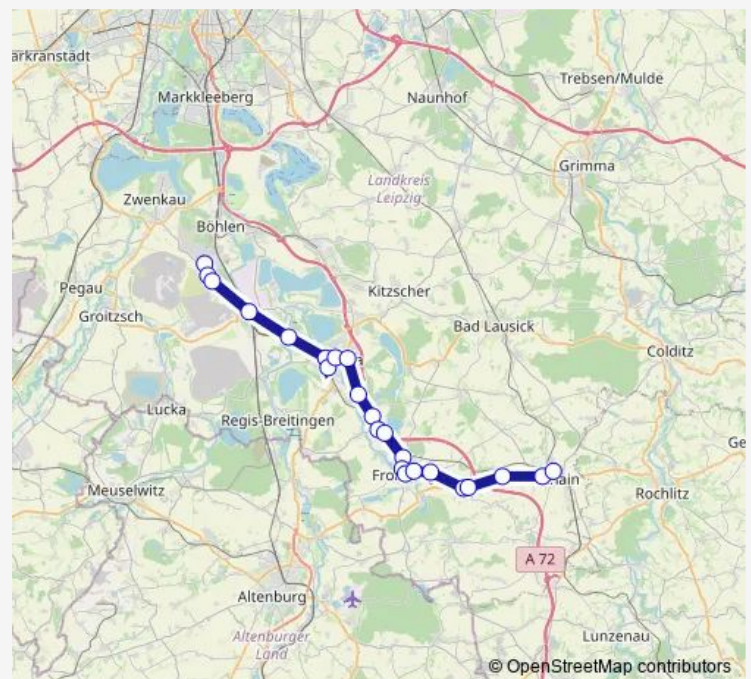 arkranstädt
Markkleeberg
Naunhof
Trebsen/Mulde
Grimma
Landkreis
Leipzig
Zwenkau
Böhlen
Pegau
Groitzsch
Kitzscher
Bad Lausick
Colditz
Lucka
Regis-Breitingen
Meuselwitz
Fro
hain
Ge
Rochlitz
A 72
Altenburg
Altenburger
Land
Lunzenau
© OpenStreetMap contributors